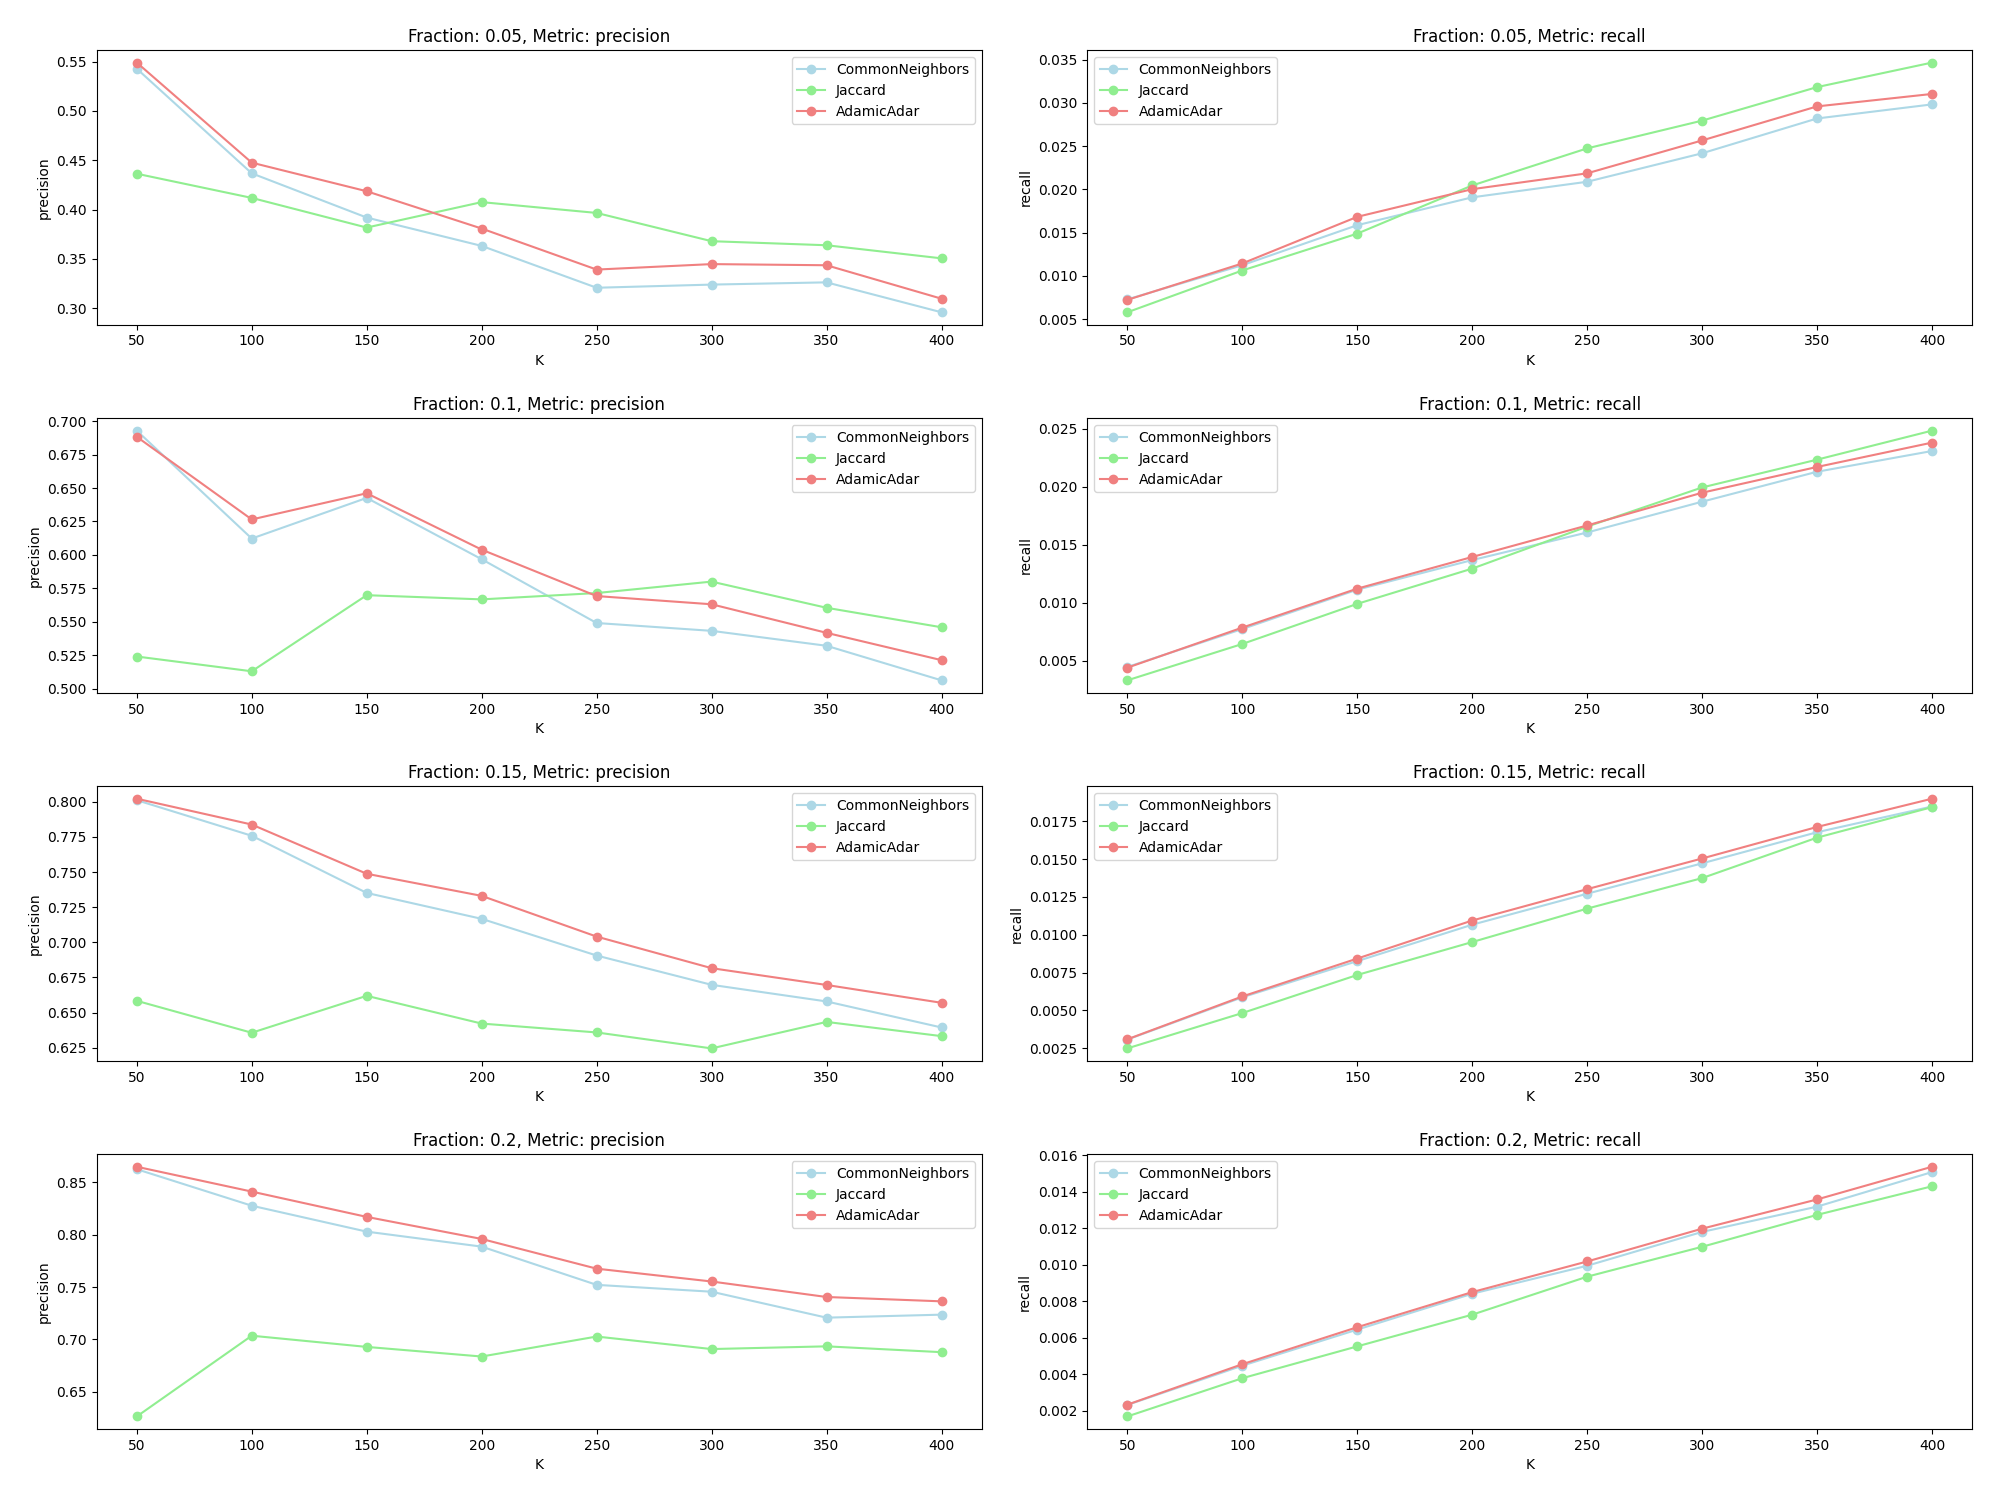 Fraction: 0.05, Metric: precision
0.55
0.50
0.45
0.40
0.35
0.30
precision
CommonNeighbors
Jaccard
AdamicAdar
50 100 150 200 250 300 350 400
K
Fraction: 0.05, Metric: recall
0.035
0.030
0.025
0.020
0.015
0.010
0.005
recall
CommonNeighbors
Jaccard
AdamicAdar
50 100 150 200 250 300 350 400
K
Fraction: 0.1, Metric: precision
0.700
0.675
0.650
0.625
0.600
0.575
0.550
0.525
0.500
precision
CommonNeighbors
Jaccard
AdamicAdar
50 100 150 200 250 300 350 400
K
Fraction: 0.1, Metric: recall
0.025
0.020
0.015
0.010
0.005
recall
CommonNeighbors
Jaccard
AdamicAdar
50 100 150 200 250 300 350 400
K
Fraction: 0.15, Metric: precision
0.800
0.775
0.750
0.725
0.700
0.675
0.650
0.625
precision
CommonNeighbors
Jaccard
AdamicAdar
50 100 150 200 250 300 350 400
K
Fraction: 0.15, Metric: recall
0.0175
0.0150
0.0125
0.0100
0.0075
0.0050
0.0025
recall
CommonNeighbors
Jaccard
AdamicAdar
50 100 150 200 250 300 350 400
K
Fraction: 0.2, Metric: precision
0.85
0.80
0.75
0.70
0.65
precision
CommonNeighbors
Jaccard
AdamicAdar
50 100 150 200 250 300 350 400
K
Fraction: 0.2, Metric: recall
0.016
0.014
0.012
0.010
0.008
0.006
0.004
0.002
recall
CommonNeighbors
Jaccard
AdamicAdar
50 100 150 200 250 300 350 400
K